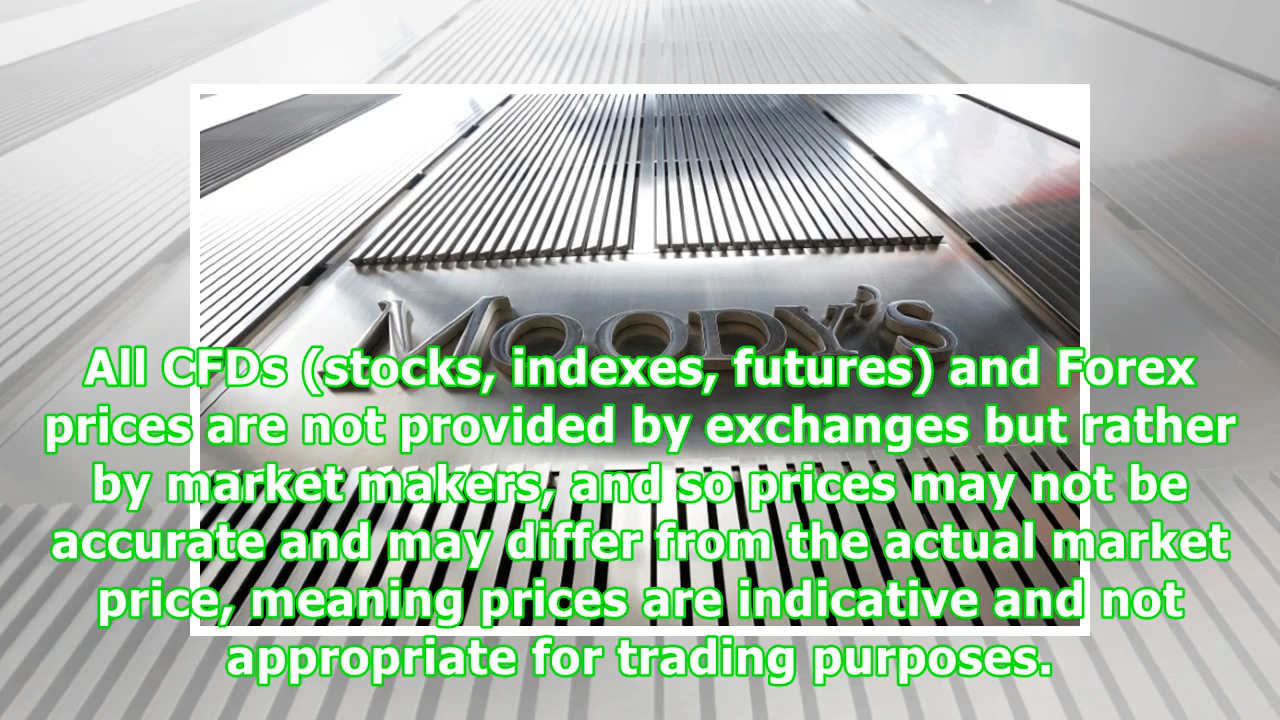 MOODY'S
All CFDs (stocks, indexes, futures) and Forex
prices are not provided by exchanges but rather
by market makers, and so prices may not be
accurate and may differ from the actual market
price, meaning prices are indicative and not
appropriate for trading purposes.